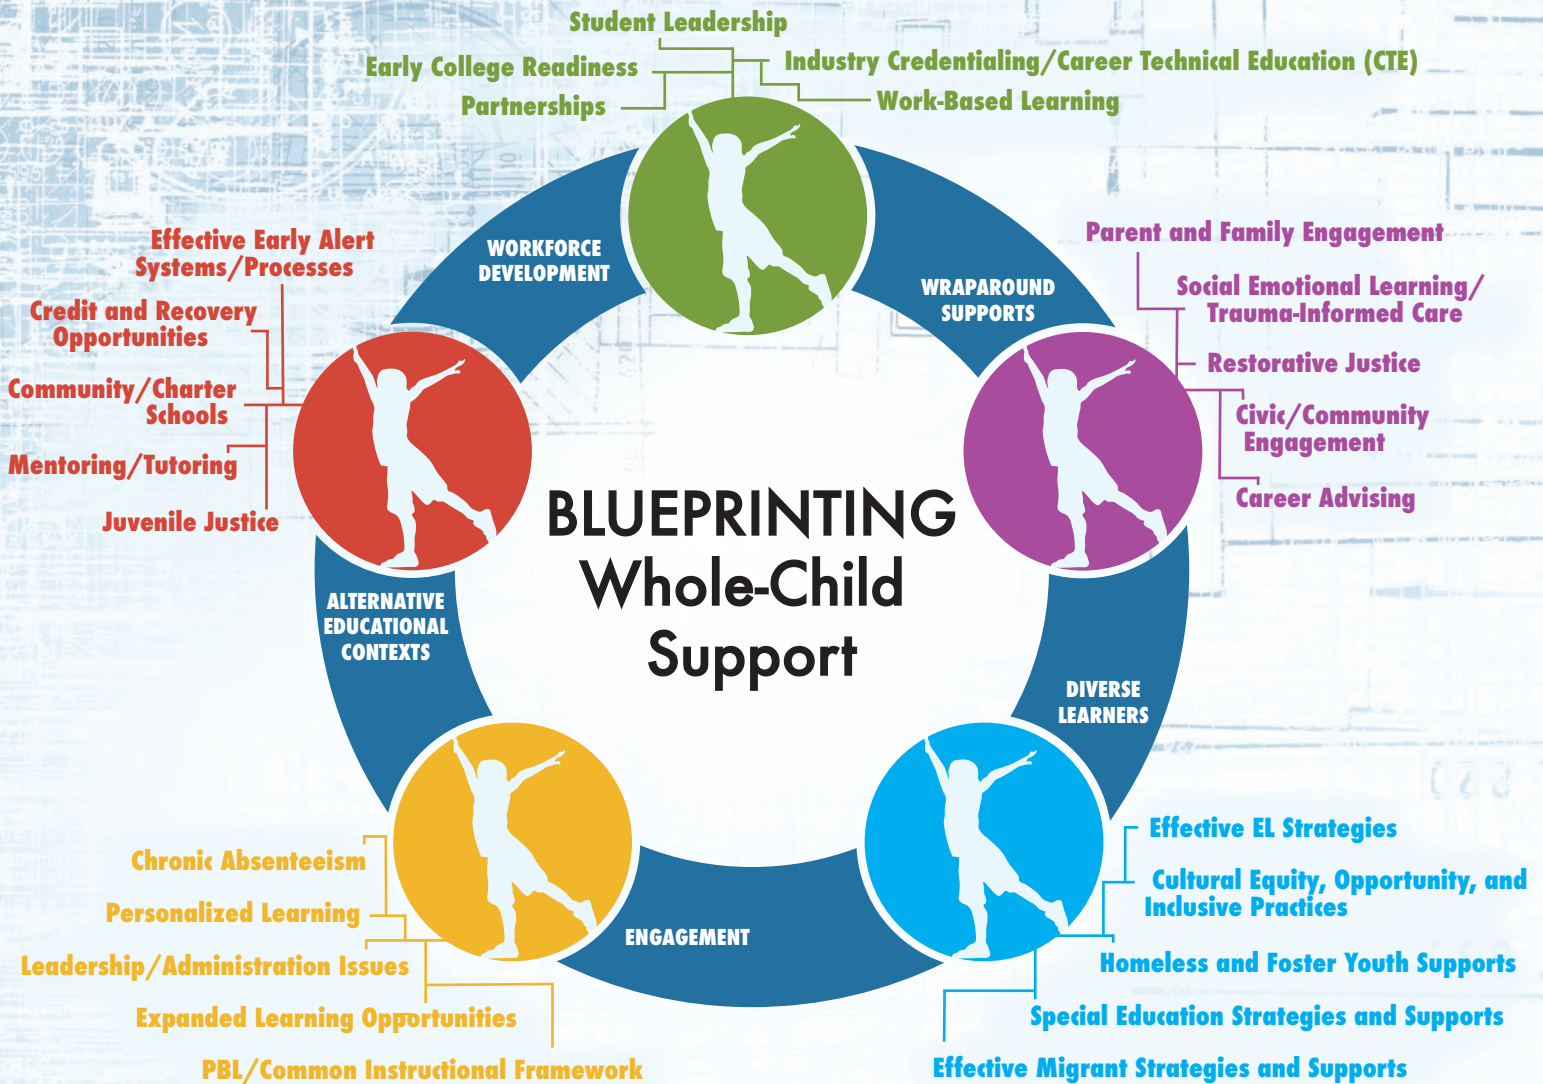 Student Leadership
Early College Readiness
Industry Credentialing/Career Technical Education (CTE)
Partnerships
Work-Based Learning
WORKFORCE
DEVELOPMENT
WRAPAROUND
SUPPORTS
Effective Early Alert
Systems/Processes
Credit and Recovery
Opportunities
Community/Charter
Schools
Mentoring/Tutoring
Juvenile Justice
Parent and Family Engagement
Social Emotional Learning/
Trauma-Informed Care
Restorative Justice
Civic/Community
Engagement
Career Advising
BLUEPRINTING
Whole-Child
Support
ALTERNATIVE
EDUCATIONAL
CONTEXTS
DIVERSE
LEARNERS
ENGAGEMENT
Chronic Absenteeism
Personalized Learning
Leadership/Administration Issues
Expanded Learning Opportunities
PBL/Common Instructional Framework
Effective EL Strategies
Cultural Equity, Opportunity, and
Inclusive Practices
Homeless and Foster Youth Supports
Special Education Strategies and Supports
Effective Migrant Strategies and Supports